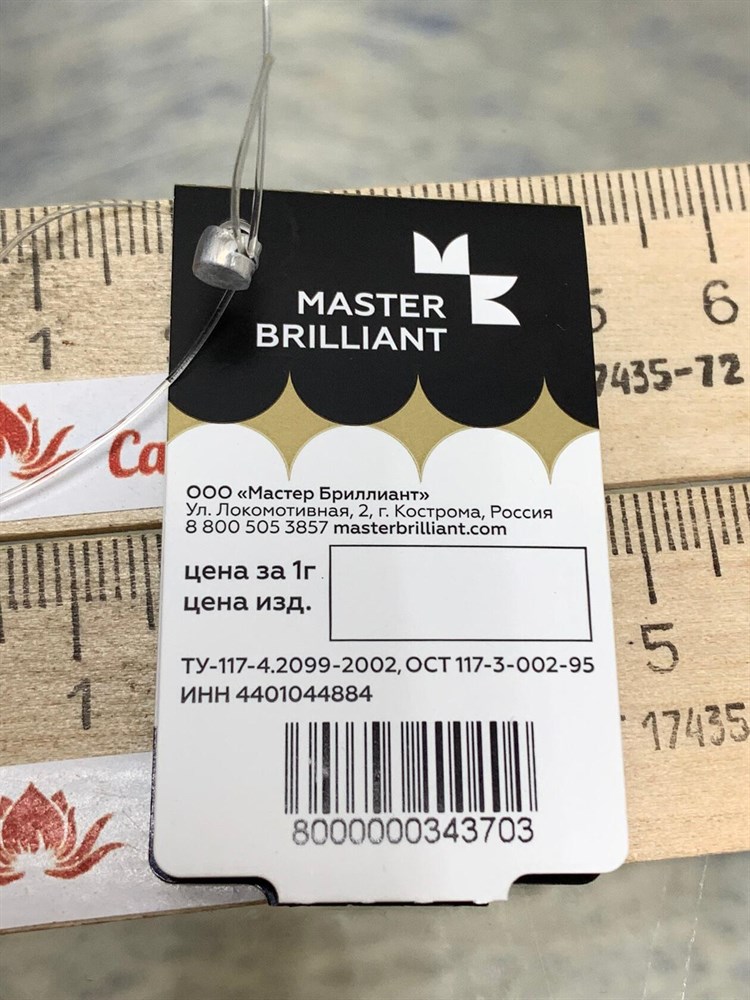 MASTER
BRILLIANT
6
1
17435-72
Са
ООО «Мастер Бриллиант»
Ул. Локомотивная, 2, г. Кострома, Россия
8 800 505 3857 masterbrilliant.com
цена за 1г
цена изд.
5
ТУ-117-4.2099-2002, ОСТ 117-3-002-95
ИНН 4401044884
1
17435
8000000343703